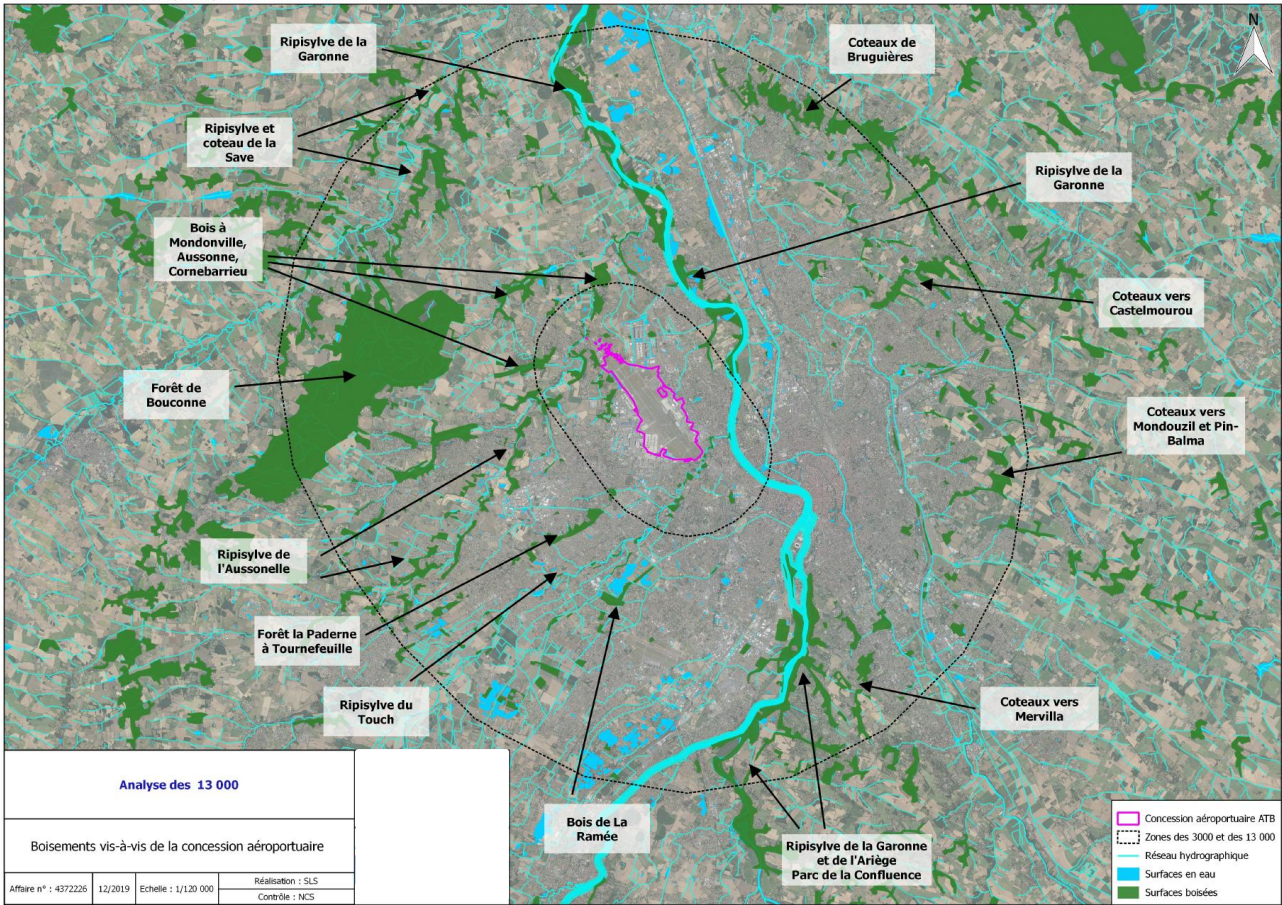 Ripisylve de la
Garonne
Coteaux de
Bruguières
N
Ripisylve et
coteau de la
Save
Ripisylve de la
Garonne
Bois à
Mondonville,
Aussonne,
Cornebarrieu
Coteaux vers
Castelmourou
Forêt de
Bouconne
Coteaux vers
Mondouzil et Pin-
Balma
Ripisylve de
l'Aussonelle
Forêt la Paderne
à Tournefeuille
Ripisylve du
Touch
Coteaux vers
Mervilla
Bois de La
Ramée
Ripisylve de la Garonne
et de l'Ariège
Parc de la Confluence
Analyse des 13 000
Boisements vis-à-vis de la concession aéroportuaire
Affaire n° : 4372226
12/2019
Echelle : 1/120 000
Réalisation : SLS
Contrôle : NCS
Concession aéroportuaire ATB
Zones des 3000 et des 13 000
Réseau hydrographique
Surfaces en eau
Surfaces boisées